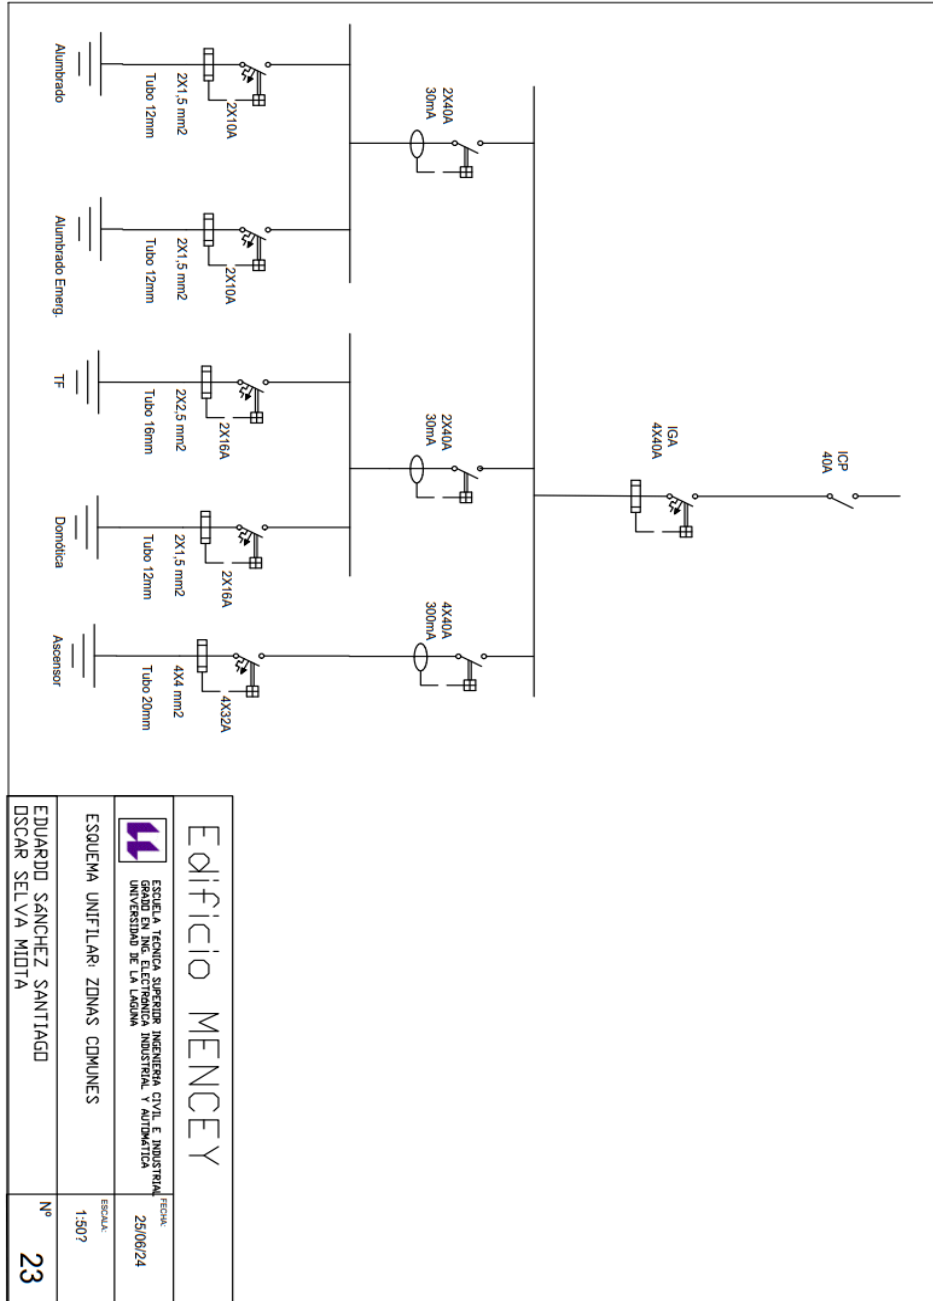 ICP
40A
IGA
4X40A
2X40A
30mA
2X40A
30mA
4X40A
300mA
2X10A
2X1,5 mm2
Tubo 12mm
Alumbrado
2X10A
2X1,5 mm2
Tubo 12mm
Alumbrado Emerg.
2X16A
2X2,5 mm2
Tubo 16mm
TF
2X16A
2X1,5 mm2
Tubo 12mm
Domótica
4X32A
4X4 mm2
Tubo 20mm
Ascensor
Edificio MENCEY
ESCUELA TÉCNICA SUPERIOR INGENIERÍA CIVIL E INDUSTRIAL
GRADO EN ING. ELECTRÓNICA INDUSTRIAL Y AUTOMÁTICA
UNIVERSIDAD DE LA LAGUNA
FECHA:
25/06/24
ESQUEMA UNIFILAR: ZONAS COMUNES
ESCALA:
1:50?
EDUARDO SÁNCHEZ SANTIAGO
OSCAR SELVA MIOTA
Nº
23